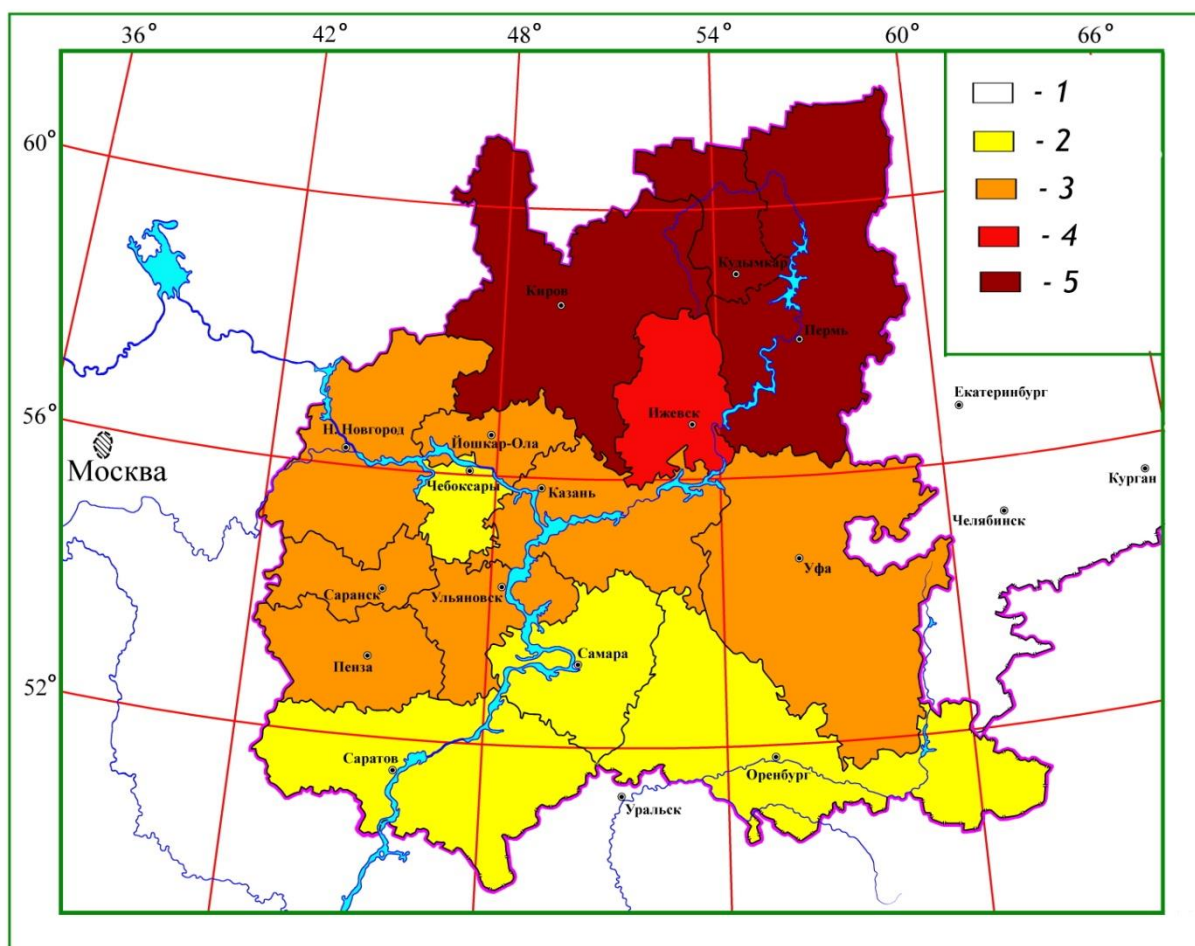 36° 42° 48° 54° 60° 66°
- 1
- 2
- 3
- 4
- 5
60°
56°
52°
Кудымкар
Киров
Пермь
Екатеринбург
Ижевск
Н. Новгород
Йошкар-Ола
Москва
Чебоксары
Казань
Курган
Челябинск
Уфа
Саранск
Ульяновск
Пенза
Самара
Саратов
Оренбург
Уральск